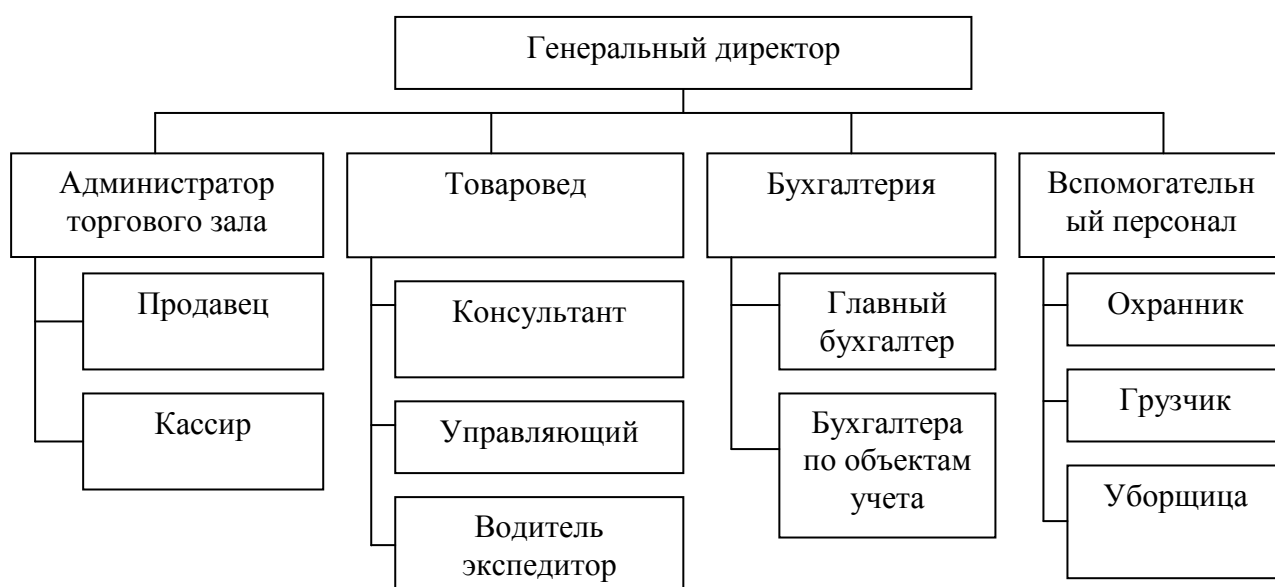 Генеральный директор
Администратор
торгового зала
Товаровед
Бухгалтерия
Вспомогательн
ый персонал
Продавец
Кассир
Консультант
Управляющий
Водитель
экспедитор
Главный
бухгалтер
Бухгалтера
по объектам
учета
Охранник
Грузчик
Уборщица